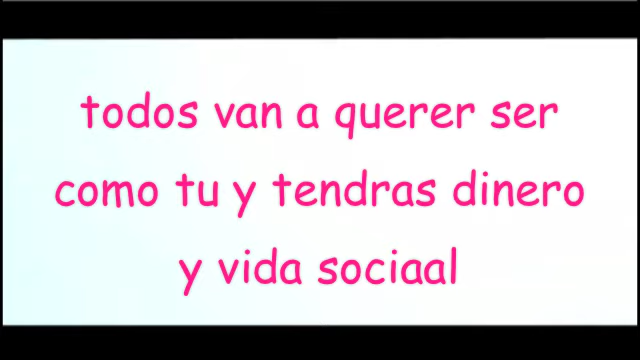 todos van a querer ser
como tu y tendras dinero
y vida sociaal